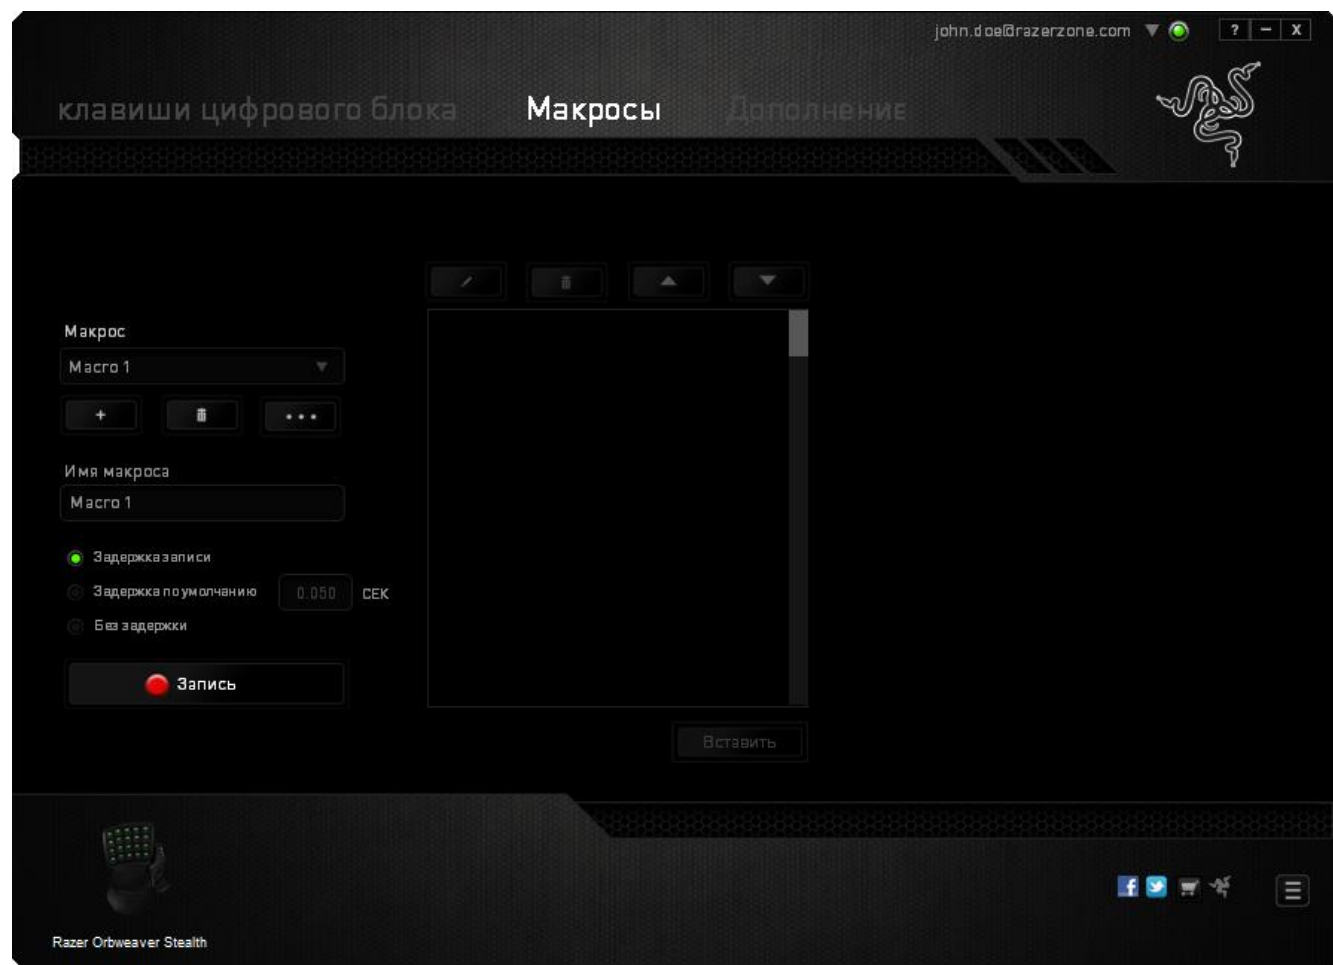 john.doe@razerzone.com
? – X
клавиши цифрового блока Макросы Дополнение
Макрос
Macro 1
+ •••
Имя макроса
Macro 1
Задержка записи
Задержка по умолчанию 0.050 СЕК
Без задержки
Запись
Вставить
Razer Orbweaver Stealth